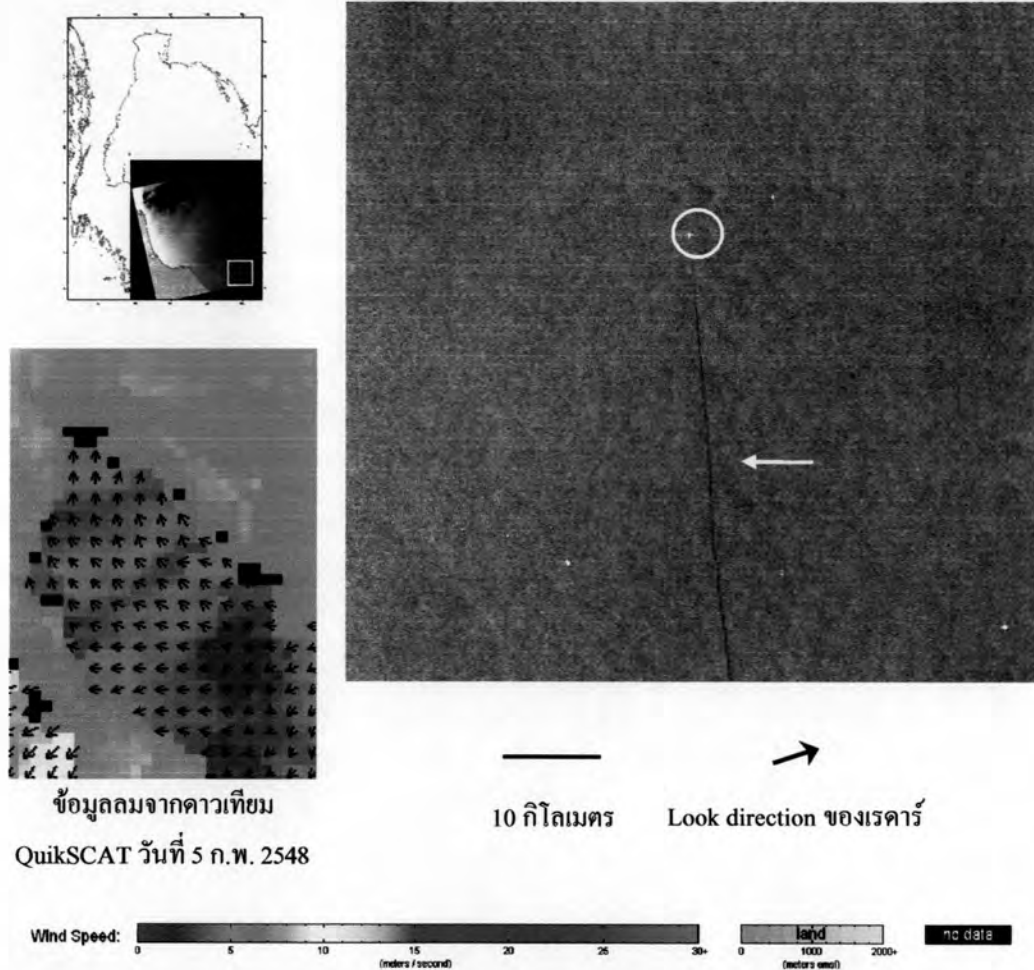 10 กิโลเมตร
Look direction ของเรดาร์
ข้อมูลลมจากดาวเทียม
QuikSCAT วันที่ 5 ก.พ. 2548
Wind Speed:
0 5 10 15 20 25 30+
(meters / second)
land
0 1000 2000+
(meters amsl)
no data